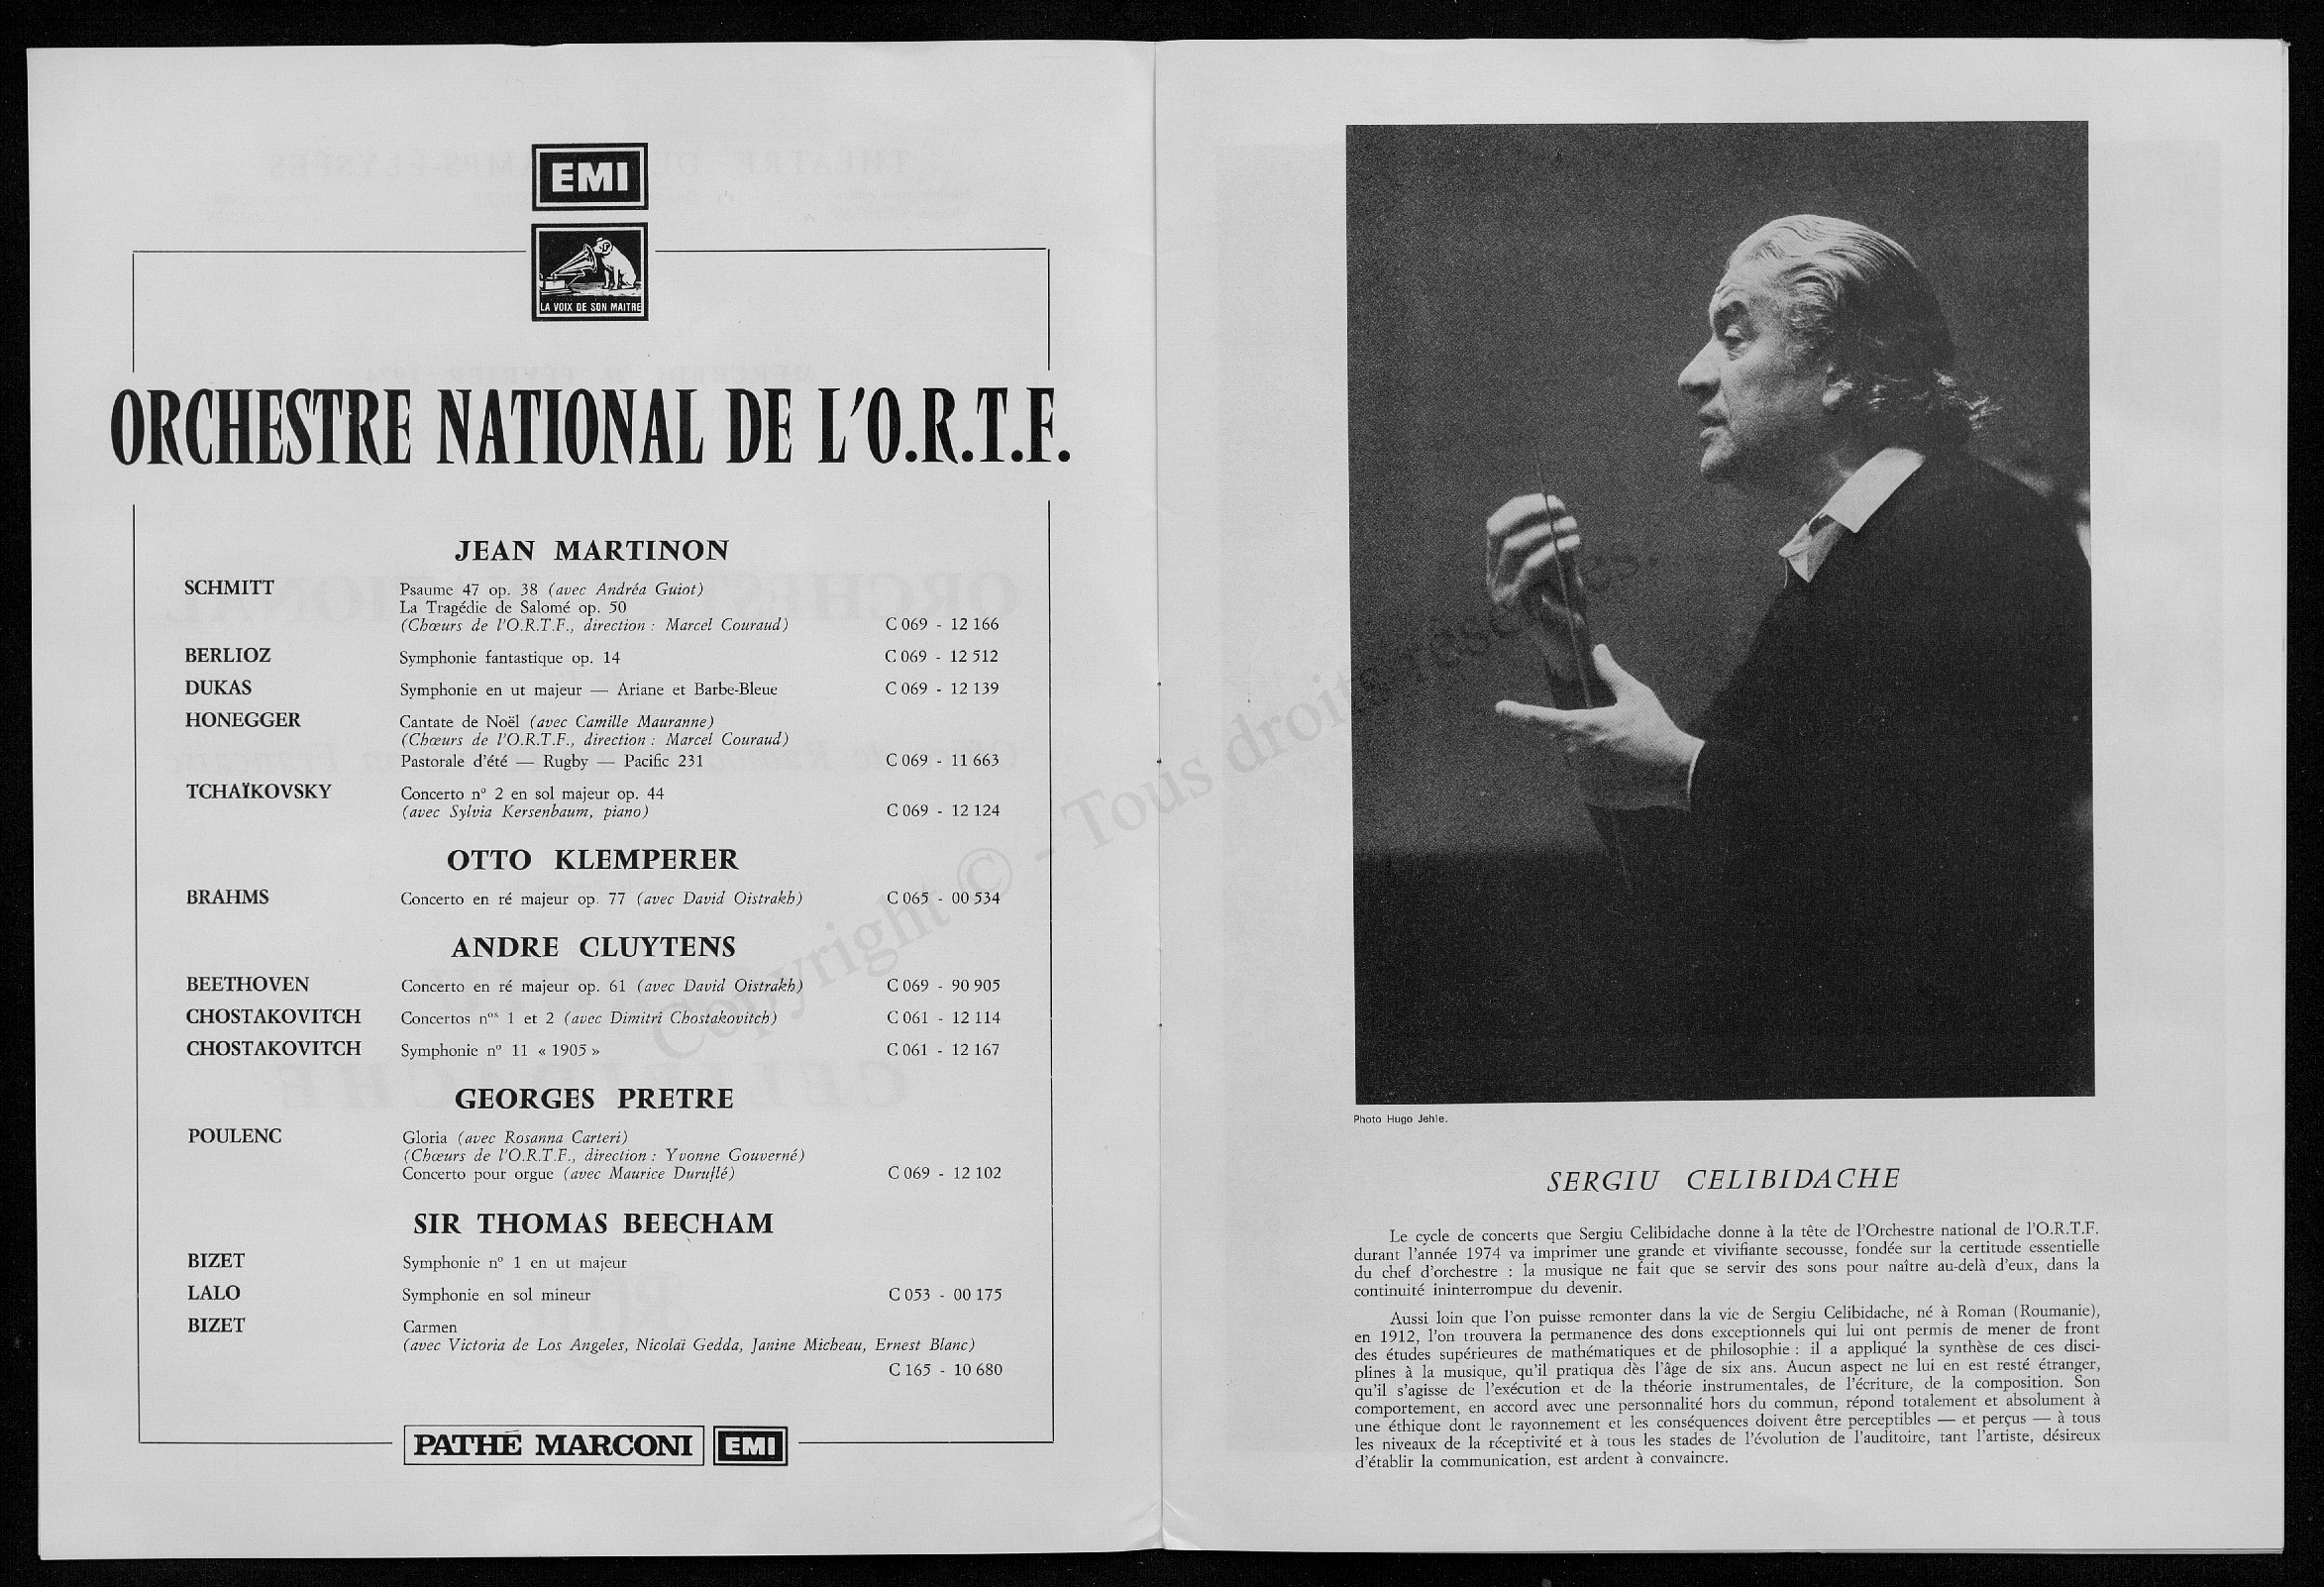 EMI
LA VOIX DE SON MAITRE
ORCHESTRE NATIONAL DE L'O.R.T.F.
JEAN MARTINON
SCHMITT Psaume 47 op. 38 (avec Andréa Guiot)
La Tragédie de Salomé op. 50
(Chœurs de l'O.R.T.F., direction : Marcel Couraud) C 069 - 12 166
BERLIOZ Symphonie fantastique op. 14 C 069 - 12 512
DUKAS Symphonie en ut majeur — Ariane et Barbe-Bleue C 069 - 12 139
HONEGGER Cantate de Noël (avec Camille Mauranne)
(Chœurs de l'O.R.T.F., direction : Marcel Couraud)
Pastorale d'été — Rugby — Pacific 231 C 069 - 11 663
TCHAÏKOVSKY Concerto n° 2 en sol majeur op. 44
(avec Sylvia Kersenbaum, piano) C 069 - 12 124
OTTO KLEMPERER
BRAHMS Concerto en ré majeur op. 77 (avec David Oistrakh) C 065 - 00 534
ANDRE CLUYTENS
BEETHOVEN Concerto en ré majeur op. 61 (avec David Oistrakh) C 069 - 90 905
CHOSTAKOVITCH Concertos nos 1 et 2 (avec Dimitri Chostakovitch) C 061 - 12 114
CHOSTAKOVITCH Symphonie n° 11 « 1905 » C 061 - 12 167
GEORGES PRETRE
POULENC Gloria (avec Rosanna Carteri)
(Chœurs de l'O.R.T.F., direction : Yvonne Gouverné)
Concerto pour orgue (avec Maurice Duruflé) C 069 - 12 102
SIR THOMAS BEECHAM
BIZET Symphonie n° 1 en ut majeur
LALO Symphonie en sol mineur C 053 - 00 175
BIZET Carmen
(avec Victoria de Los Angeles, Nicolaï Gedda, Janine Micheau, Ernest Blanc)
C 165 - 10 680
PATHÉ MARCONI EMI
Copyright © - Tous droits réservés.
Photo Hugo Jehle.
SERGIU CELIBIDACHE
Le cycle de concerts que Sergiu Celibidache donne à la tête de l'Orchestre national de l'O.R.T.F.
durant l'année 1974 va imprimer une grande et vivifiante secousse, fondée sur la certitude essentielle
du chef d'orchestre : la musique ne fait que se servir des sons pour naître au-delà d'eux, dans la
continuité ininterrompue du devenir.
Aussi loin que l'on puisse remonter dans la vie de Sergiu Celibidache, né à Roman (Roumanie),
en 1912, l'on trouvera la permanence des dons exceptionnels qui lui ont permis de mener de front
des études supérieures de mathématiques et de philosophie : il a appliqué la synthèse de ces disci-
plines à la musique, qu'il pratiqua dès l'âge de six ans. Aucun aspect ne lui en est resté étranger,
qu'il s'agisse de l'exécution et de la théorie instrumentales, de l'écriture, de la composition. Son
comportement, en accord avec une personnalité hors du commun, répond totalement et absolument à
une éthique dont le rayonnement et les conséquences doivent être perceptibles — et perçus — à tous
les niveaux de la réceptivité et à tous les stades de l'évolution de l'auditoire, tant l'artiste, désireux
d'établir la communication, est ardent à convaincre.